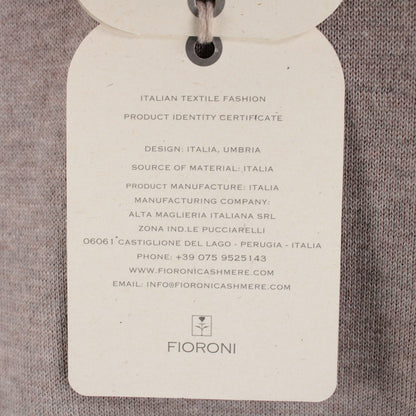 ITALIAN TEXTILE FASHION
PRODUCT IDENTITY CERTIFICATE
DESIGN: ITALIA, UMBRIA
SOURCE OF MATERIAL: ITALIA
PRODUCT MANUFACTURE: ITALIA
MANUFACTURING COMPANY:
ALTA MAGLIERIA ITALIANA SRL
ZONA IND.LE PUCCIARELLI
06061 CASTIGLIONE DEL LAGO - PERUGIA - ITALIA
PHONE: +39 075 9525143
WWW.FIORONICASHMERE.COM
EMAIL: INFO@FIORONICASHMERE.COM
FIORONI